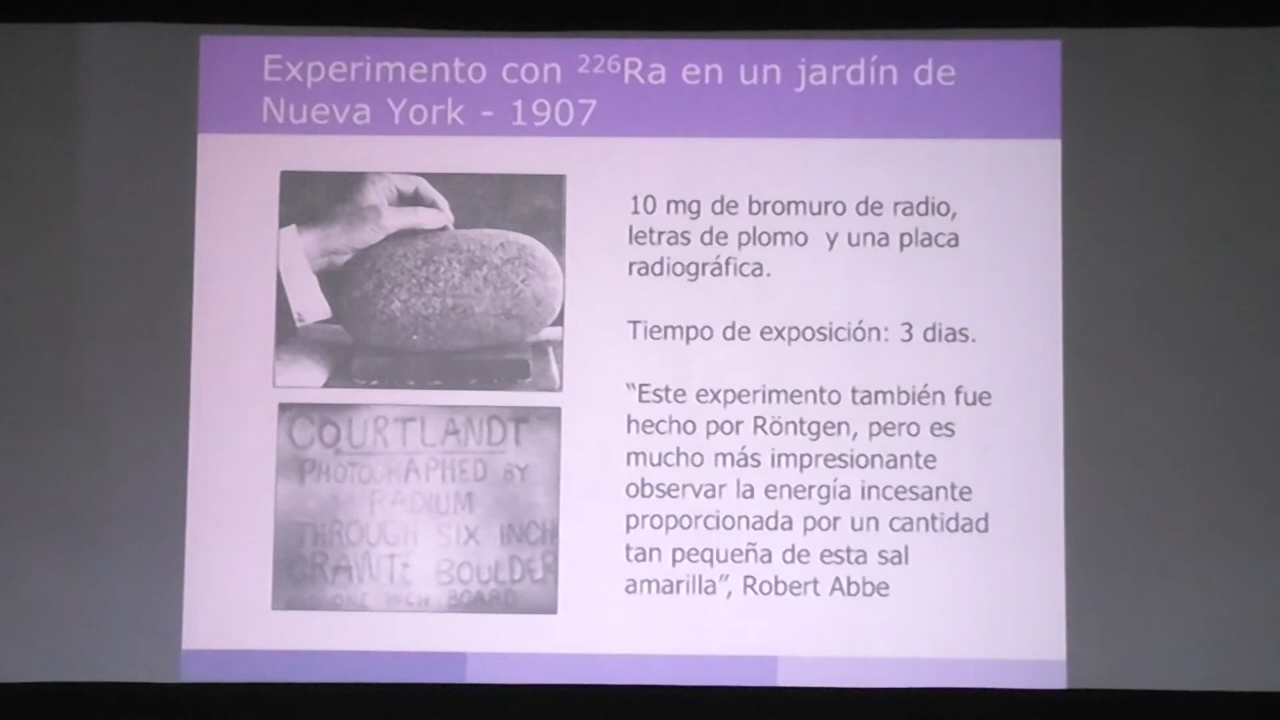 Experimento con ²²⁶Ra en un jardín de
Nueva York - 1907
10 mg de bromuro de radio,
letras de plomo y una placa
radiográfica.
Tiempo de exposición: 3 dias.
“Este experimento también fue
hecho por Röntgen, pero es
mucho más impresionante
observar la energía incesante
proporcionada por un cantidad
tan pequeña de esta sal
amarilla”, Robert Abbe
COURTLANDT
PHOTOGRAPHED BY
RADIUM
THROUGH SIX INCH
GRANITE BOULDER
ONE INCH BOARD